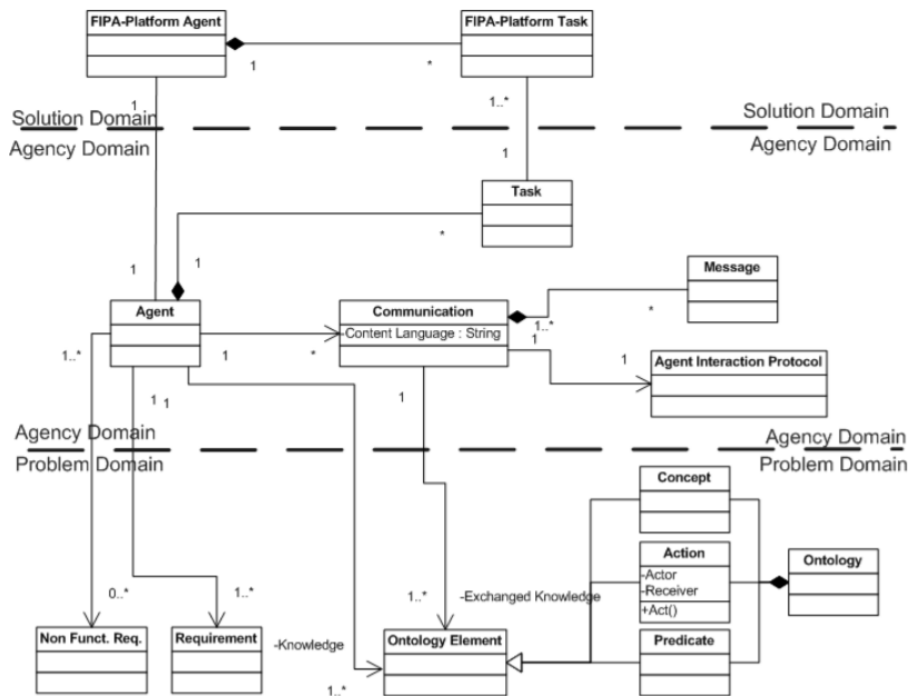 FIPA-Platform Agent
FIPA-Platform Task
1
*
1
1..*
Solution Domain
Solution Domain
Agency Domain
Agency Domain
1
Task
*
1
1
Message
Agent
Communication
-Content Language : String
1..*
*
1
1..*
1
*
1
Agent Interaction Protocol
1
1
1
Agency Domain
Agency Domain
Problem Domain
Problem Domain
Concept
Action
-Actor
-Receiver
+Act()
Ontology
0..*
1..*
1..*
-Exchanged Knowledge
Non Funct. Req.
Requirement
-Knowledge
Ontology Element
Predicate
1..*